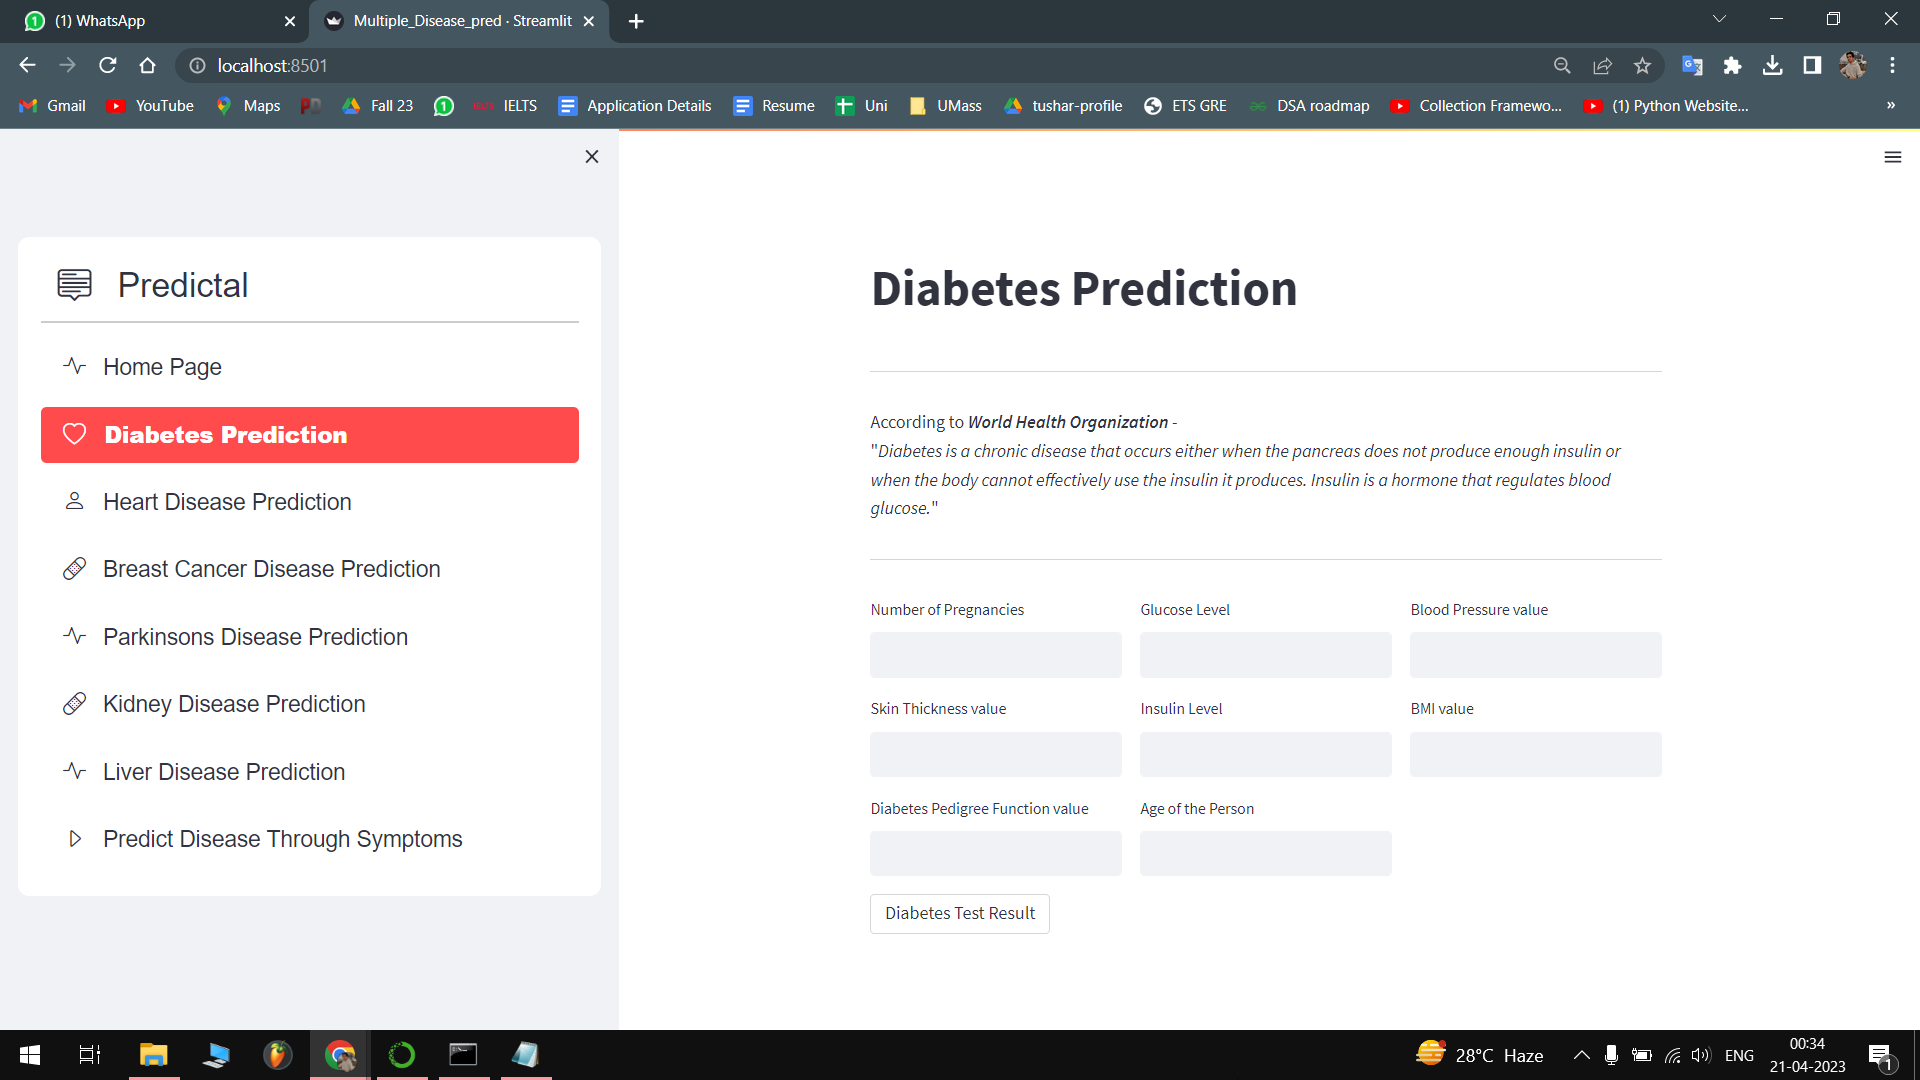 (1) WhatsApp
Multiple_Disease_pred · Streamlit
localhost:8501
Gmail YouTube Maps Fall 23 IELTS Application Details Resume Uni UMass tushar-profile ETS GRE DSA roadmap Collection Framewo... (1) Python Website... »
Predictal
Home Page
Diabetes Prediction
Heart Disease Prediction
Breast Cancer Disease Prediction
Parkinsons Disease Prediction
Kidney Disease Prediction
Liver Disease Prediction
Predict Disease Through Symptoms
Diabetes Prediction
According to World Health Organization -
"Diabetes is a chronic disease that occurs either when the pancreas does not produce enough insulin or
when the body cannot effectively use the insulin it produces. Insulin is a hormone that regulates blood
glucose."
Number of Pregnancies Glucose Level Blood Pressure value
Skin Thickness value Insulin Level BMI value
Diabetes Pedigree Function value Age of the Person
Diabetes Test Result
28°C Haze
ENG
00:34
21-04-2023
1